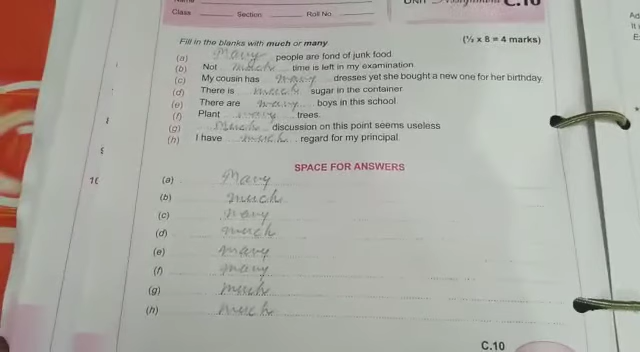 Class Section Roll No.
C.10
Fill in the blanks with much or many. (½ x 8 = 4 marks)
(a) Many people are fond of junk food.
(b) Not much time is left in my examination.
(c) My cousin has many dresses yet she bought a new one for her birthday.
(d) There is much sugar in the container.
(e) There are many boys in this school.
(f) Plant many trees.
(g) Much discussion on this point seems useless.
(h) I have much regard for my principal.
SPACE FOR ANSWERS
(a) Many
(b) much
(c) many
(d) much
(e) many
(f) many
(g) much
(h) much
C.10